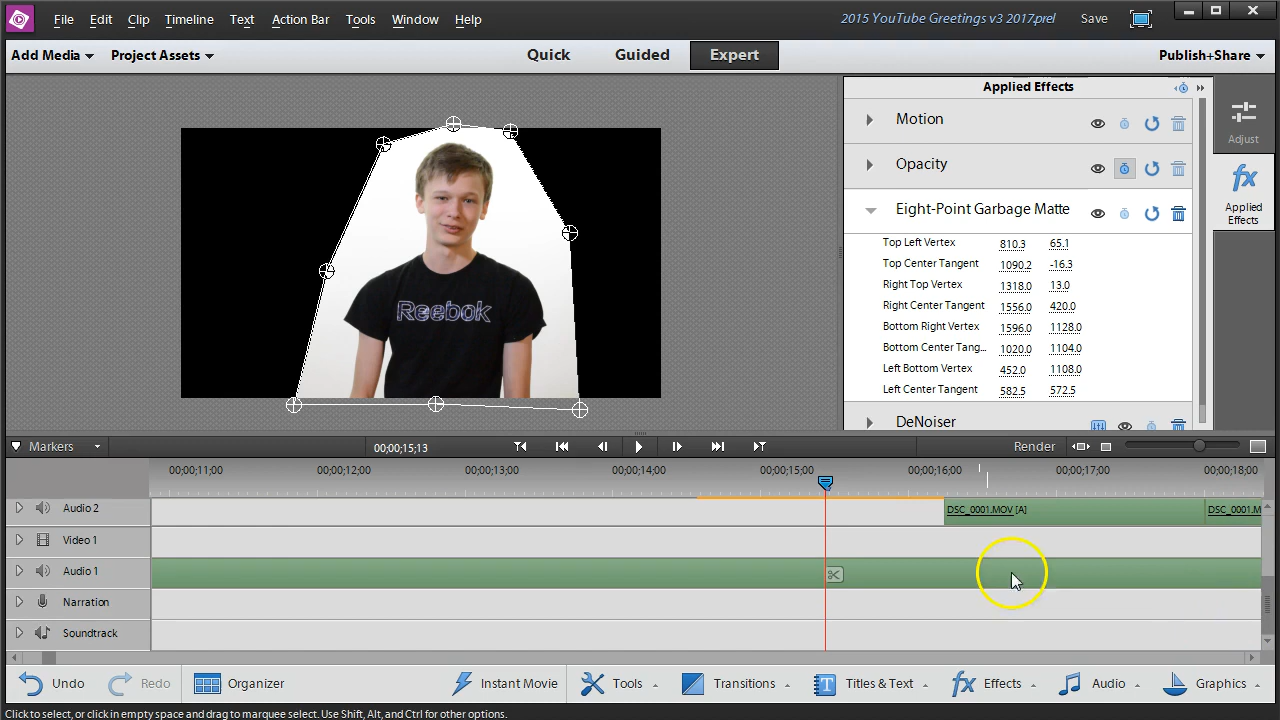 File Edit Clip Timeline Text Action Bar Tools Window Help 2015 YouTube Greetings v3 2017.prel Save
Add Media Project Assets Quick Guided Expert Publish+Share
Applied Effects
Motion
Opacity
Eight-Point Garbage Matte
Top Left Vertex 810.3 65.1
Top Center Tangent 1090.2 -16.3
Right Top Vertex 1318.0 13.0
Right Center Tangent 1556.0 420.0
Bottom Right Vertex 1596.0 1128.0
Bottom Center Tang... 1020.0 1104.0
Left Bottom Vertex 452.0 1108.0
Left Center Tangent 582.5 572.5
DeNoiser
Adjust
fx
Applied
Effects
Reebok
Markers 00;00;15;13 Render
00;00;11;00 00;00;12;00 00;00;13;00 00;00;14;00 00;00;15;00 00;00;16;00 00;00;17;00 00;00;18;00
Audio 2 DSC_0001.MOV [A] DSC_0001.M
Video 1
Audio 1
Narration
Soundtrack
Undo Redo Organizer Instant Movie Tools Transitions T Titles & Text fx Effects Audio Graphics
Click to select, or click in empty space and drag to marquee select. Use Shift, Alt, and Ctrl for other options.